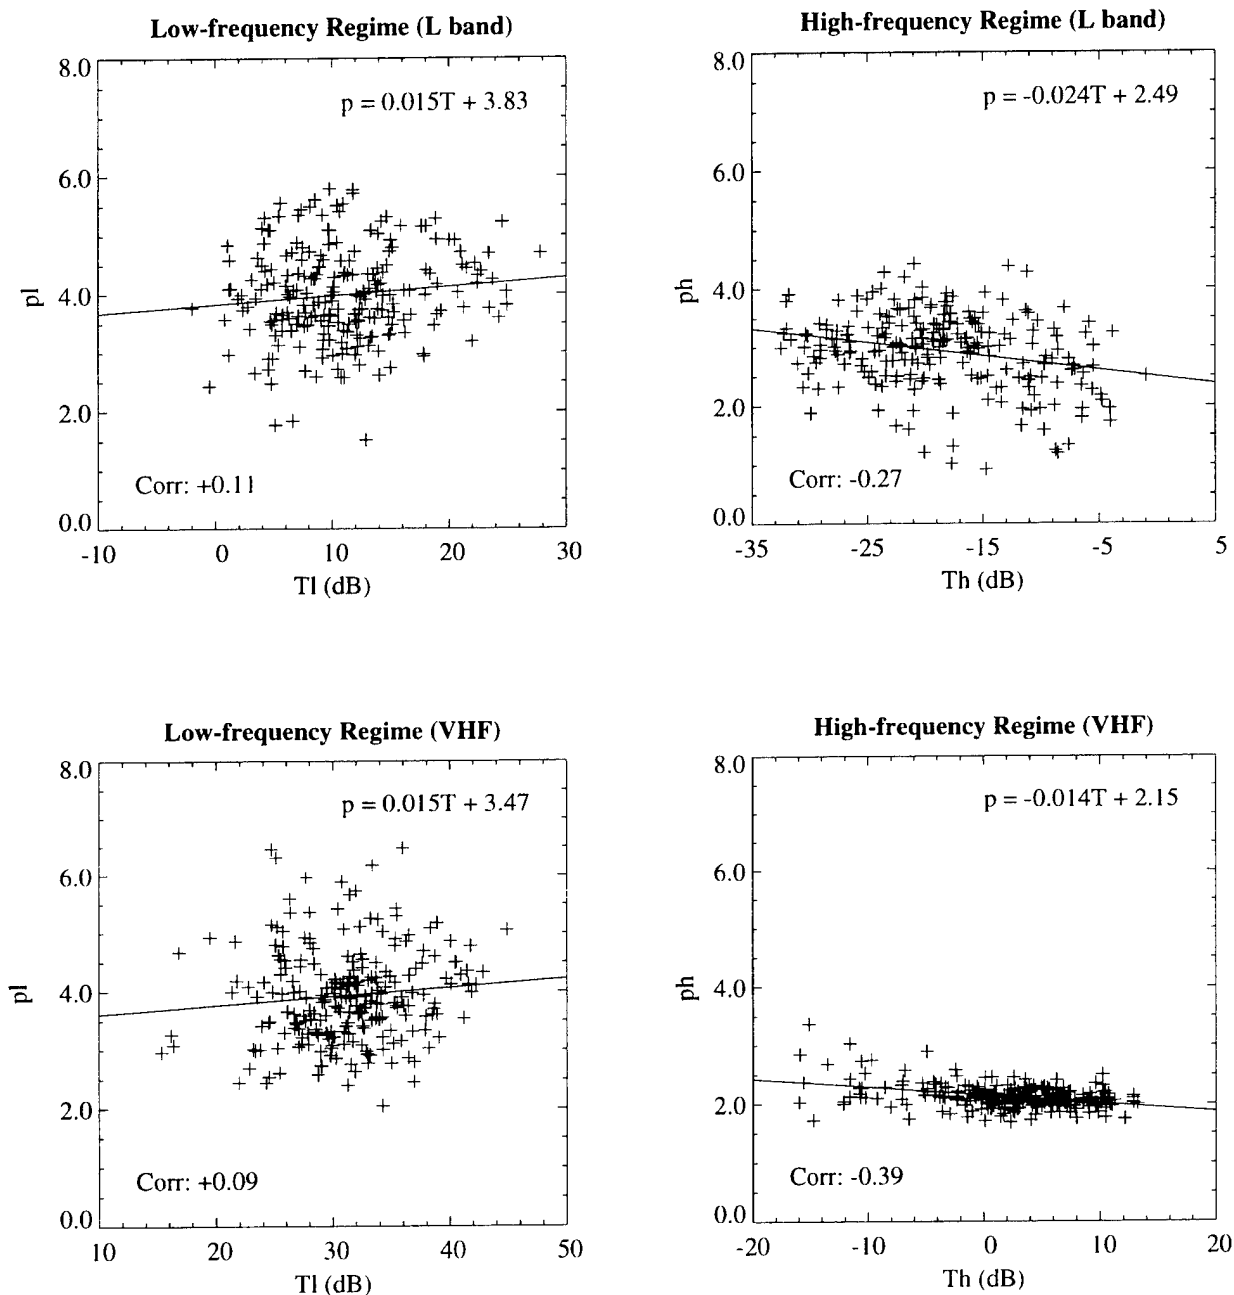 Low-frequency Regime (L band)
8.0
6.0
4.0
2.0
0.0
pl
p = 0.015T + 3.83
Corr: +0.11
-10 0 10 20 30
Tl (dB)
High-frequency Regime (L band)
8.0
6.0
4.0
2.0
0.0
ph
p = -0.024T + 2.49
Corr: -0.27
-35 -25 -15 -5 5
Th (dB)
Low-frequency Regime (VHF)
8.0
6.0
4.0
2.0
0.0
pl
p = 0.015T + 3.47
Corr: +0.09
10 20 30 40 50
Tl (dB)
High-frequency Regime (VHF)
8.0
6.0
4.0
2.0
0.0
ph
p = -0.014T + 2.15
Corr: -0.39
-20 -10 0 10 20
Th (dB)